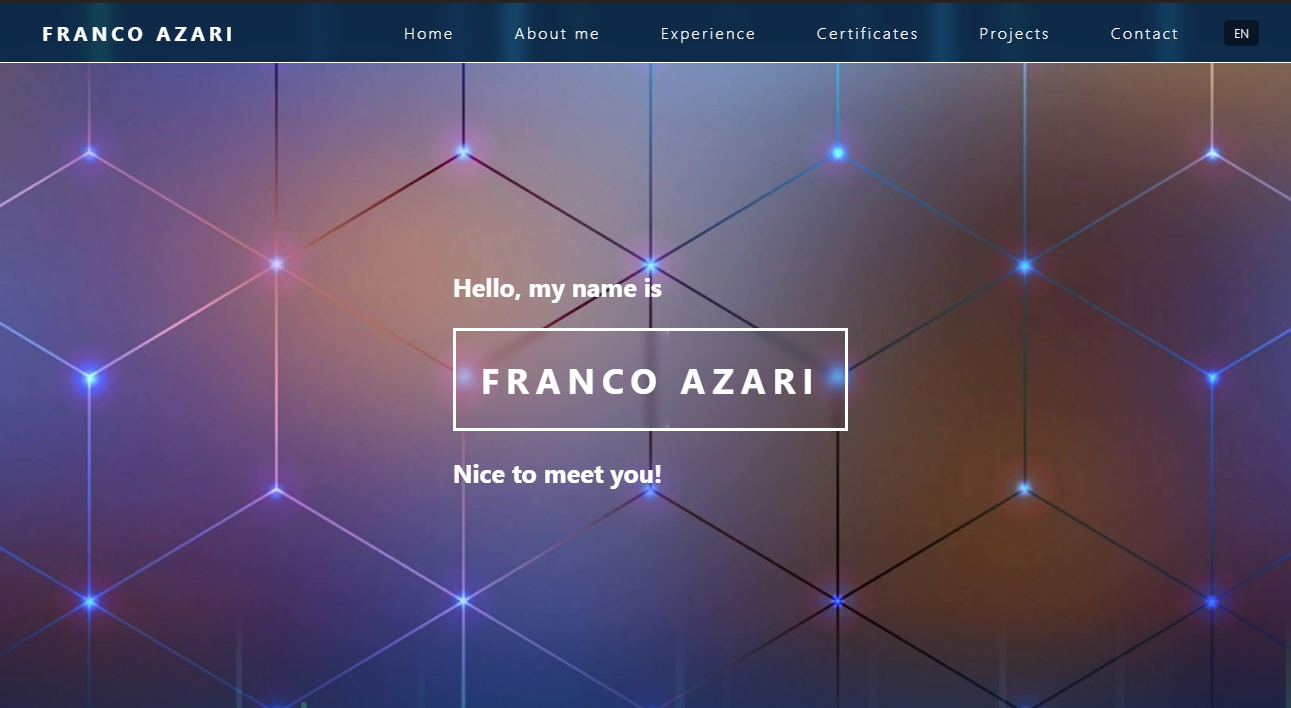 FRANCO AZARI Home About me Experience Certificates Projects Contact EN
Hello, my name is
FRANCO AZARI
Nice to meet you!